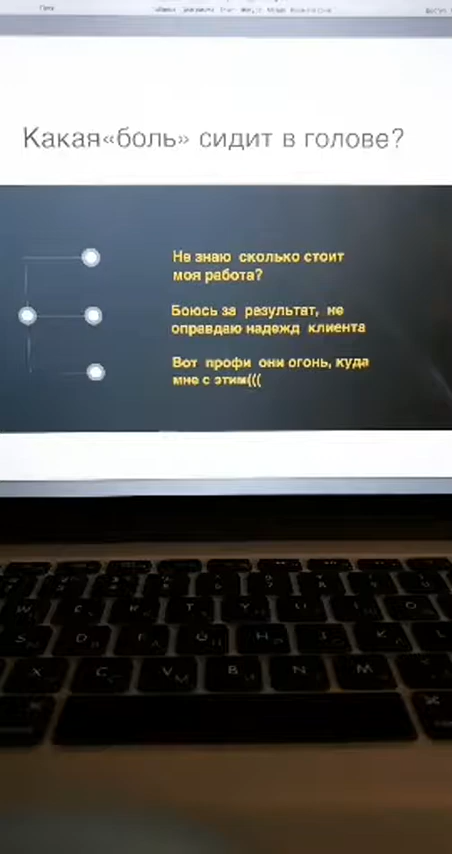 Какая«боль» сидит в голове?
Не знаю сколько стоит
моя работа?
Боюсь за результат, не
оправдаю надежд клиента
Вот профи они огонь, куда
мне с этим(((
W T Y U O
S D H K L
X C V B N M